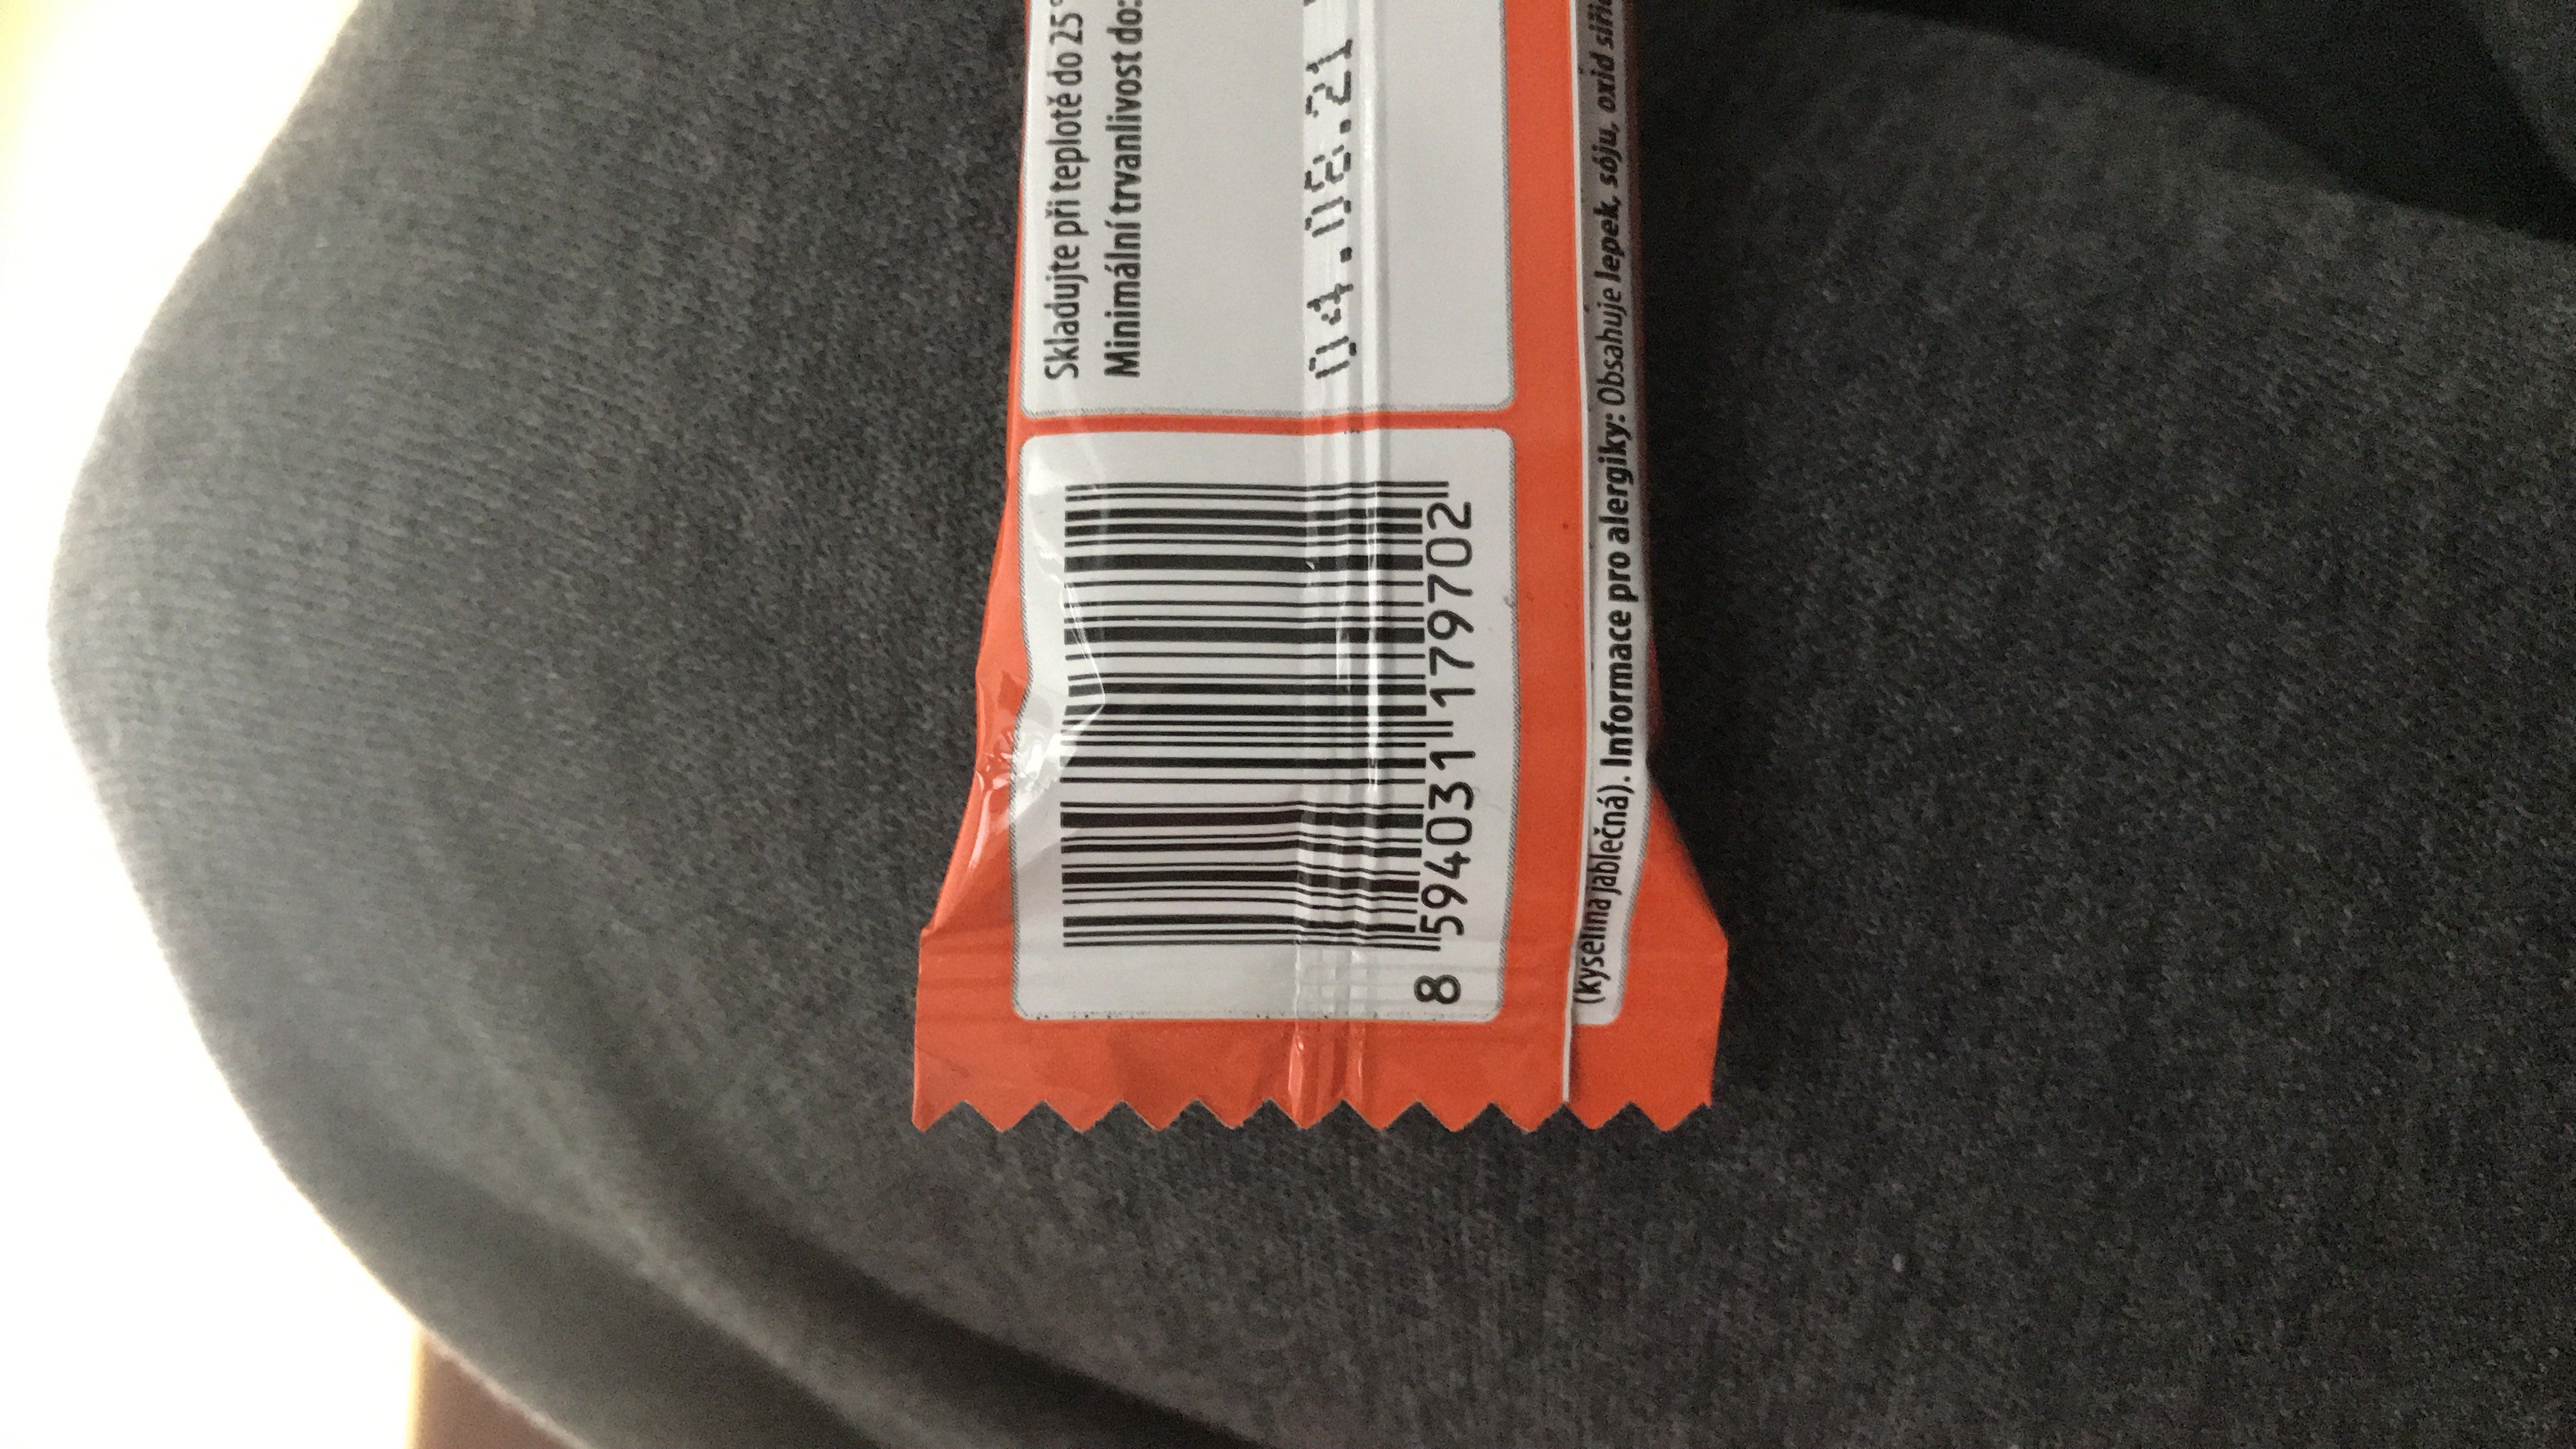 Skladujte při teplotě do 25°
Minimální trvanlivost do:
04.08.21
8 594031 179702
(kyselina jablečná). Informace pro alergiky: Obsahuje lepek, sóju, oxid